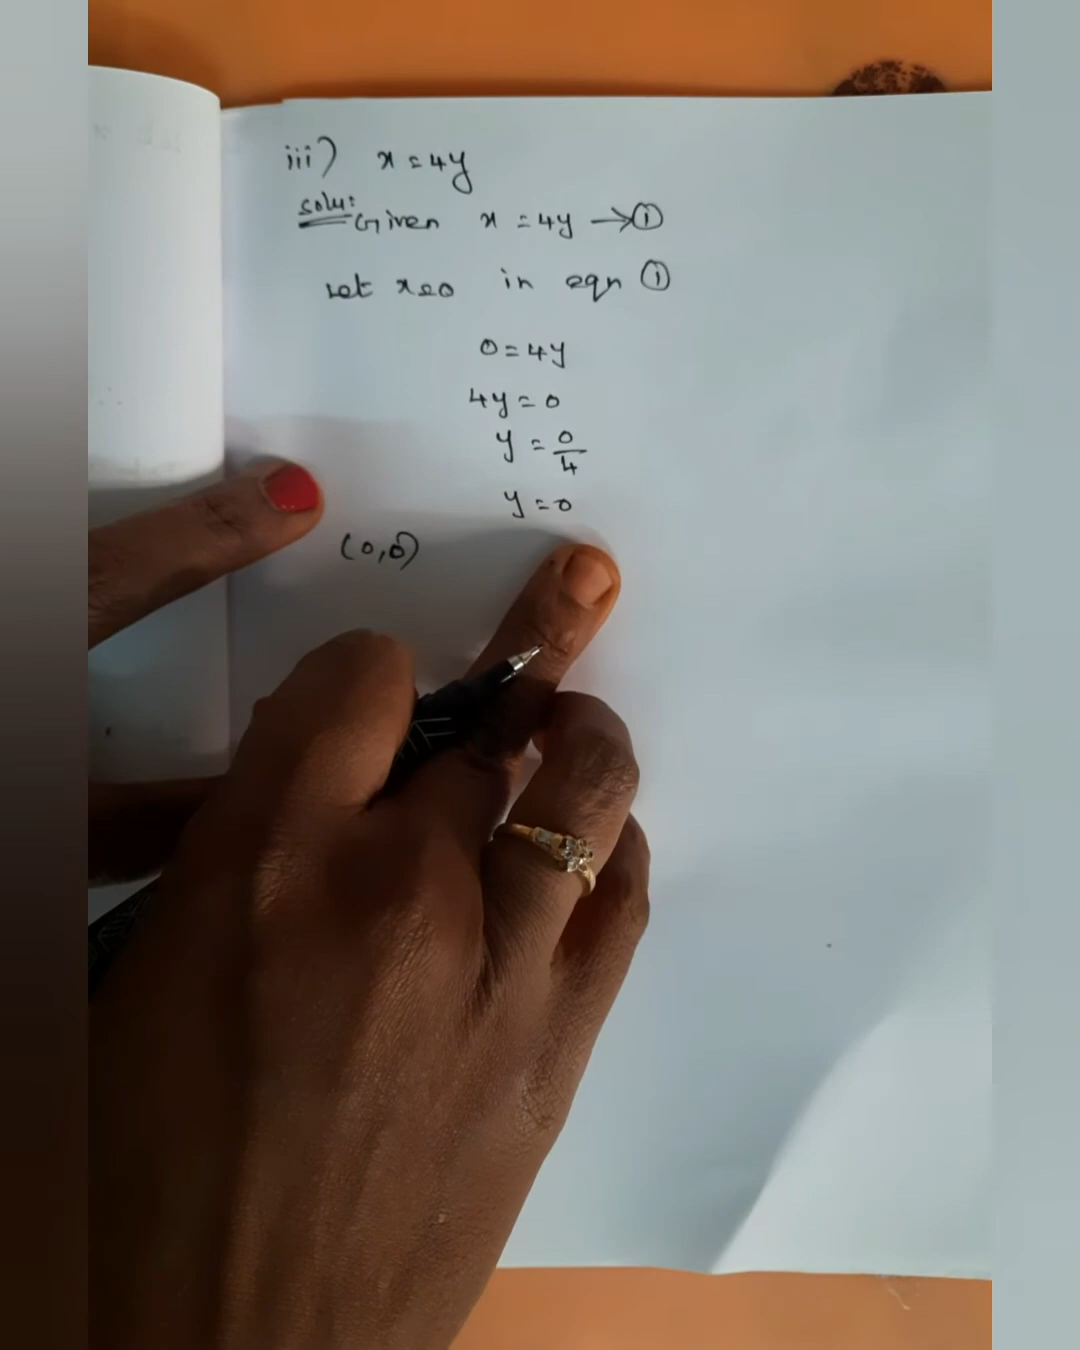 iii) x = 4y
Solu:
Given x = 4y → ①
Let x = 0 in eqn ①
0 = 4y
4y = 0
y = 0/4
y = 0
(0,0)